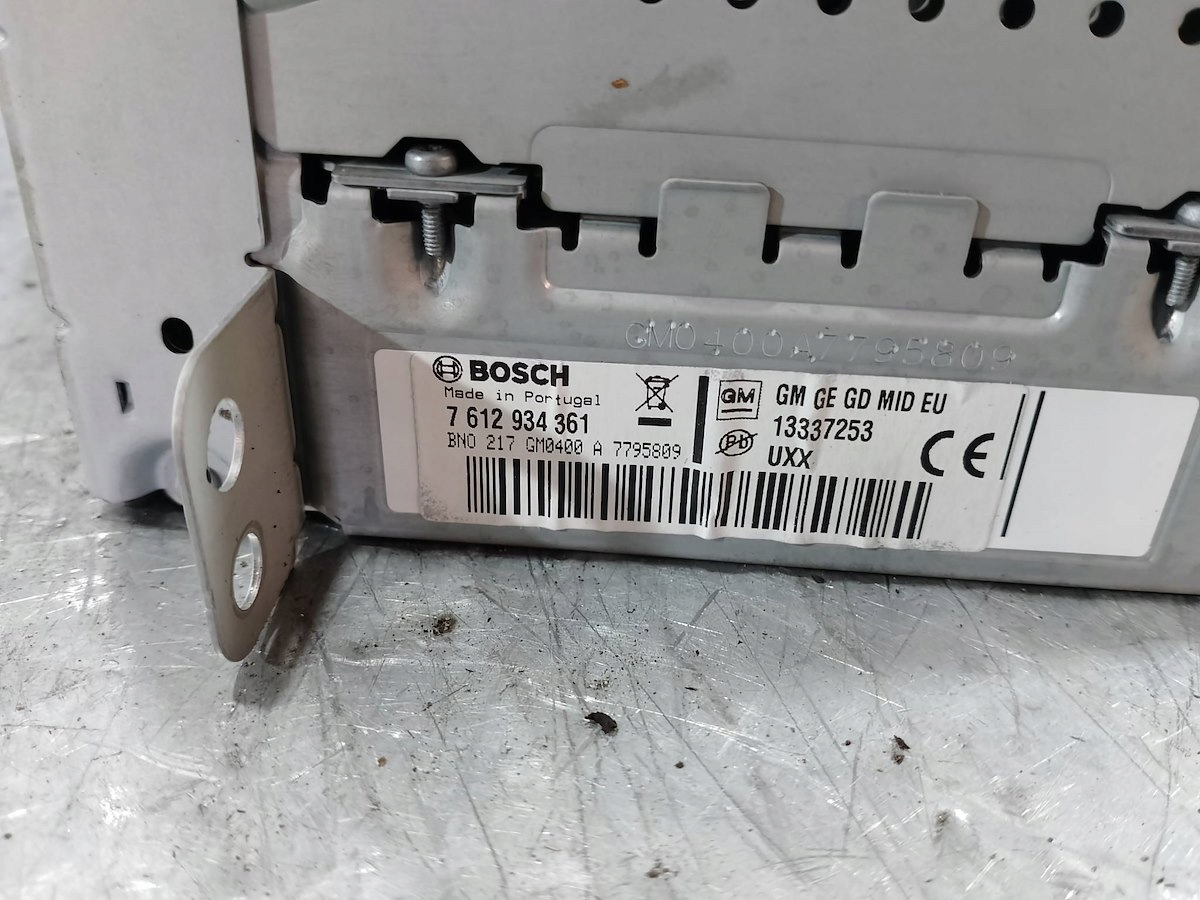 GM0400A7795809
BOSCH
Made in Portugal
7 612 934 361
BNO 217 GM0400 A 7795809
GM
GM GE GD MID EU
13337253
Pb
UXX
CE